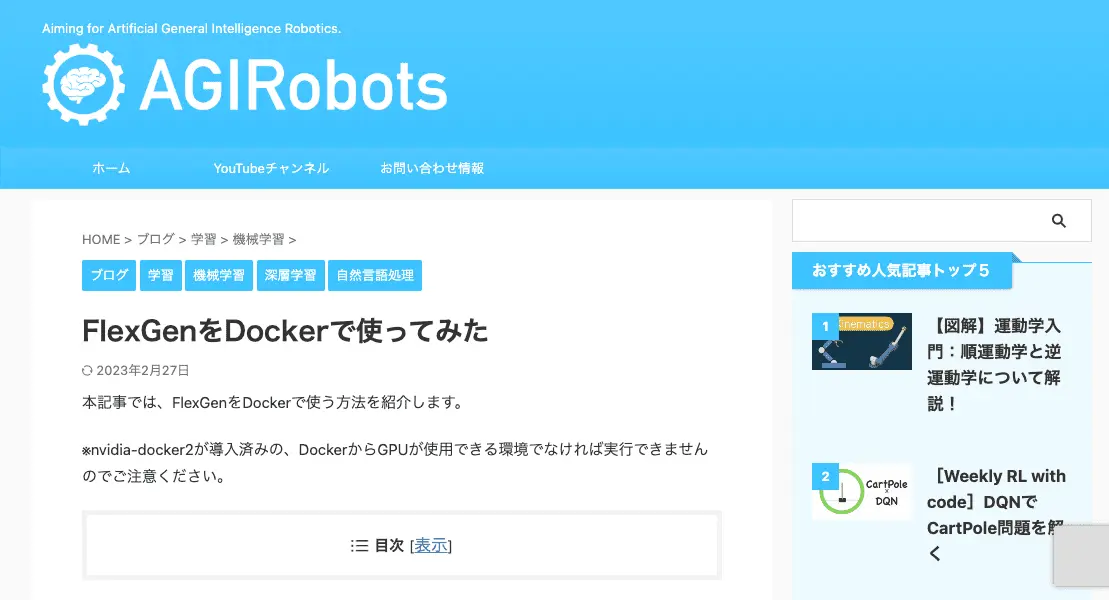 Aiming for Artificial General Intelligence Robotics.
AGIRobots
ホーム YouTubeチャンネル お問い合わせ情報
HOME > ブログ > 学習 > 機械学習 >
ブログ 学習 機械学習 深層学習 自然言語処理
FlexGenをDockerで使ってみた
2023年2月27日
本記事では、FlexGenをDockerで使う方法を紹介します。
※nvidia-docker2が導入済みの、DockerからGPUが使用できる環境でなければ実行できません
のでご注意ください。
目次 [表示]
おすすめ人気記事トップ５
1
inematics
【図解】運動学入
門：順運動学と逆
運動学について解
説！
2
CartPole
x
DQN
［Weekly RL with
code］DQNで
CartPole問題を解
く